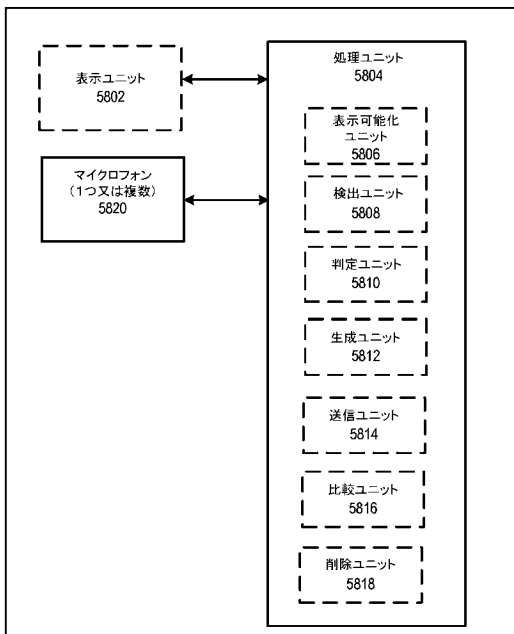 表示ユニット
5802
マイクロフォン
(1つ又は複数)
5820
処理ユニット
5804
表示可能化
ユニット
5806
検出ユニット
5808
判定ユニット
5810
生成ユニット
5812
送信ユニット
5814
比較ユニット
5816
削除ユニット
5818